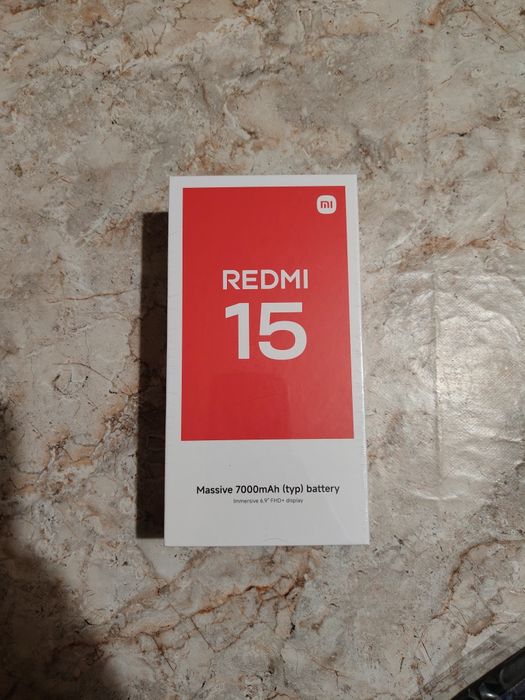 mi
REDMI
15
Massive 7000mAh (typ) battery
Immersive 6.9" FHD+ display